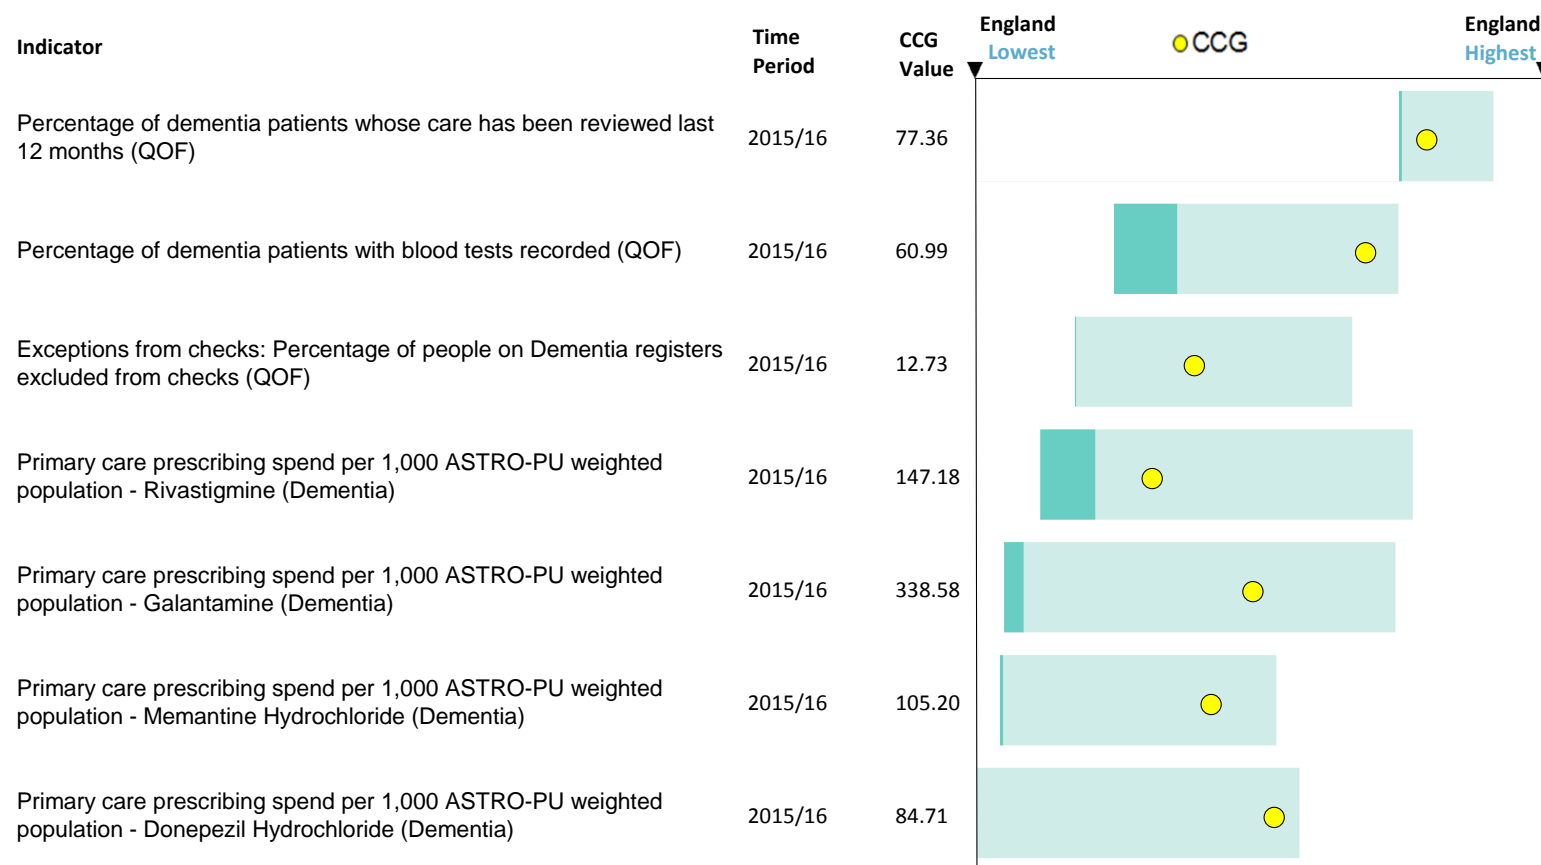 Indicator
Time Period
CCG Value
England Lowest
CCG
England Highest
Percentage of dementia patients whose care has been reviewed last
12 months (QOF)
2015/16
77.36
Percentage of dementia patients with blood tests recorded (QOF)
2015/16
60.99
Exceptions from checks: Percentage of people on Dementia registers
excluded from checks (QOF)
2015/16
12.73
Primary care prescribing spend per 1,000 ASTRO-PU weighted
population - Rivastigmine (Dementia)
2015/16
147.18
Primary care prescribing spend per 1,000 ASTRO-PU weighted
population - Galantamine (Dementia)
2015/16
338.58
Primary care prescribing spend per 1,000 ASTRO-PU weighted
population - Memantine Hydrochloride (Dementia)
2015/16
105.20
Primary care prescribing spend per 1,000 ASTRO-PU weighted
population - Donepezil Hydrochloride (Dementia)
2015/16
84.71